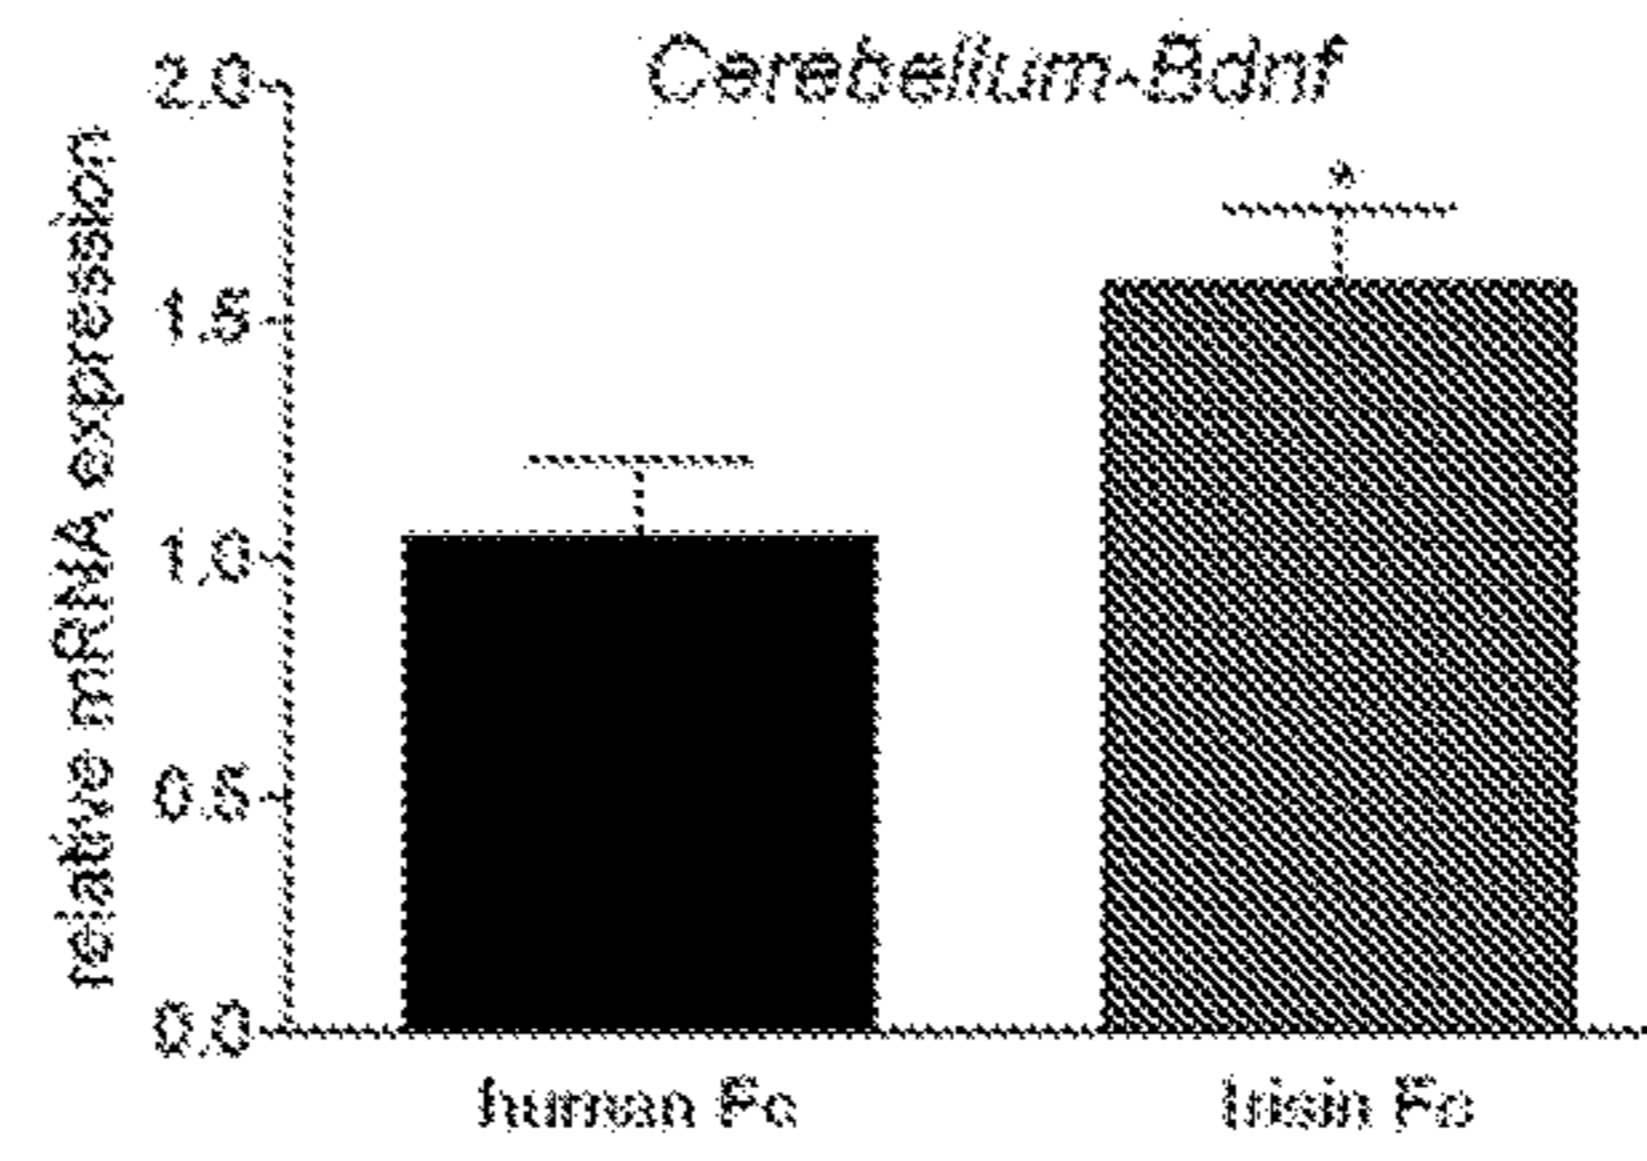 Cerebellum-Bdnf
relative mRNA expression
2.0
*
1.5
1.0
0.5
0.0
human Fc
Irisin Fc